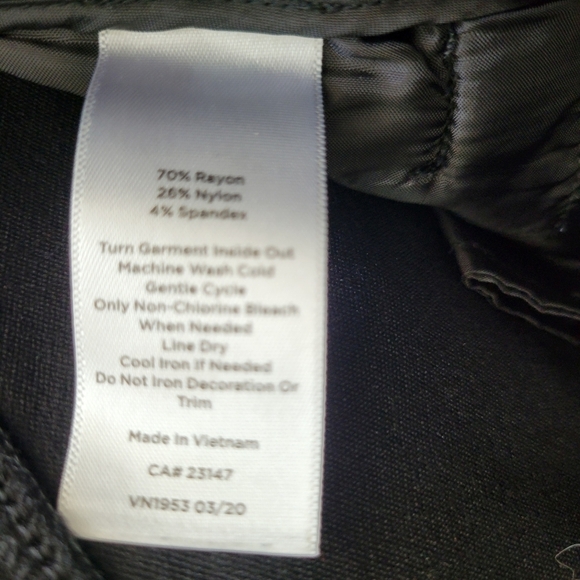 70% Rayon
26% Nylon
4% Spandex
Turn Garment Inside Out
Machine Wash Cold
Gentle Cycle
Only Non-Chlorine Bleach
When Needed
Line Dry
Cool Iron If Needed
Do Not Iron Decoration Or
Trim
Made In Vietnam
CA# 23147
VN1953 03/20